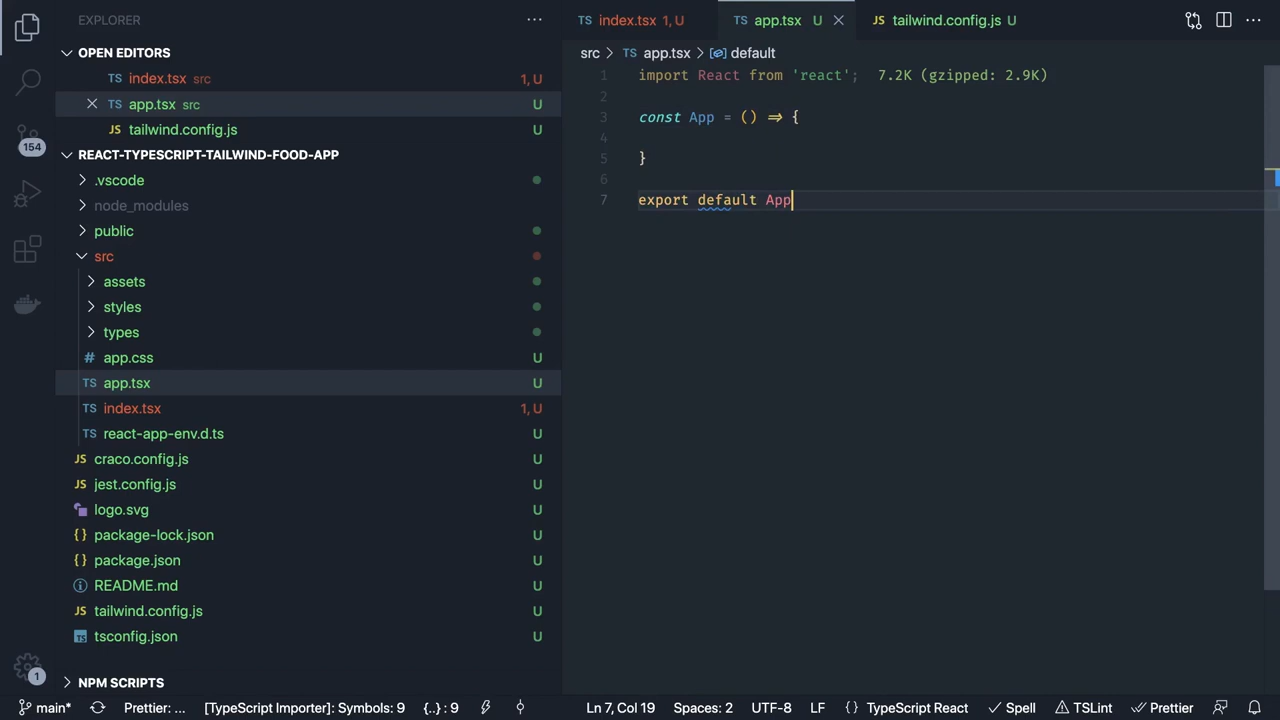 EXPLORER
OPEN EDITORS
TS index.tsx src 1, U
TS app.tsx src U
JS tailwind.config.js U
REACT-TYPESCRIPT-TAILWIND-FOOD-APP
.vscode
node_modules
public
src
assets
styles
types
# app.css U
TS app.tsx U
TS index.tsx 1, U
TS react-app-env.d.ts U
JS craco.config.js U
JS jest.config.js U
logo.svg U
{} package-lock.json U
{} package.json U
README.md U
JS tailwind.config.js U
TS tsconfig.json U
NPM SCRIPTS
154
1
TS index.tsx 1, U
TS app.tsx U
JS tailwind.config.js U
src > TS app.tsx > default
1 import React from 'react'; 7.2K (gzipped: 2.9K)
2
3 const App = () => {
4
5 }
6
7 export default App
main* Prettier: ... [TypeScript Importer]: Symbols: 9 {..} : 9 Ln 7, Col 19 Spaces: 2 UTF-8 LF {} TypeScript React Spell TSLint Prettier